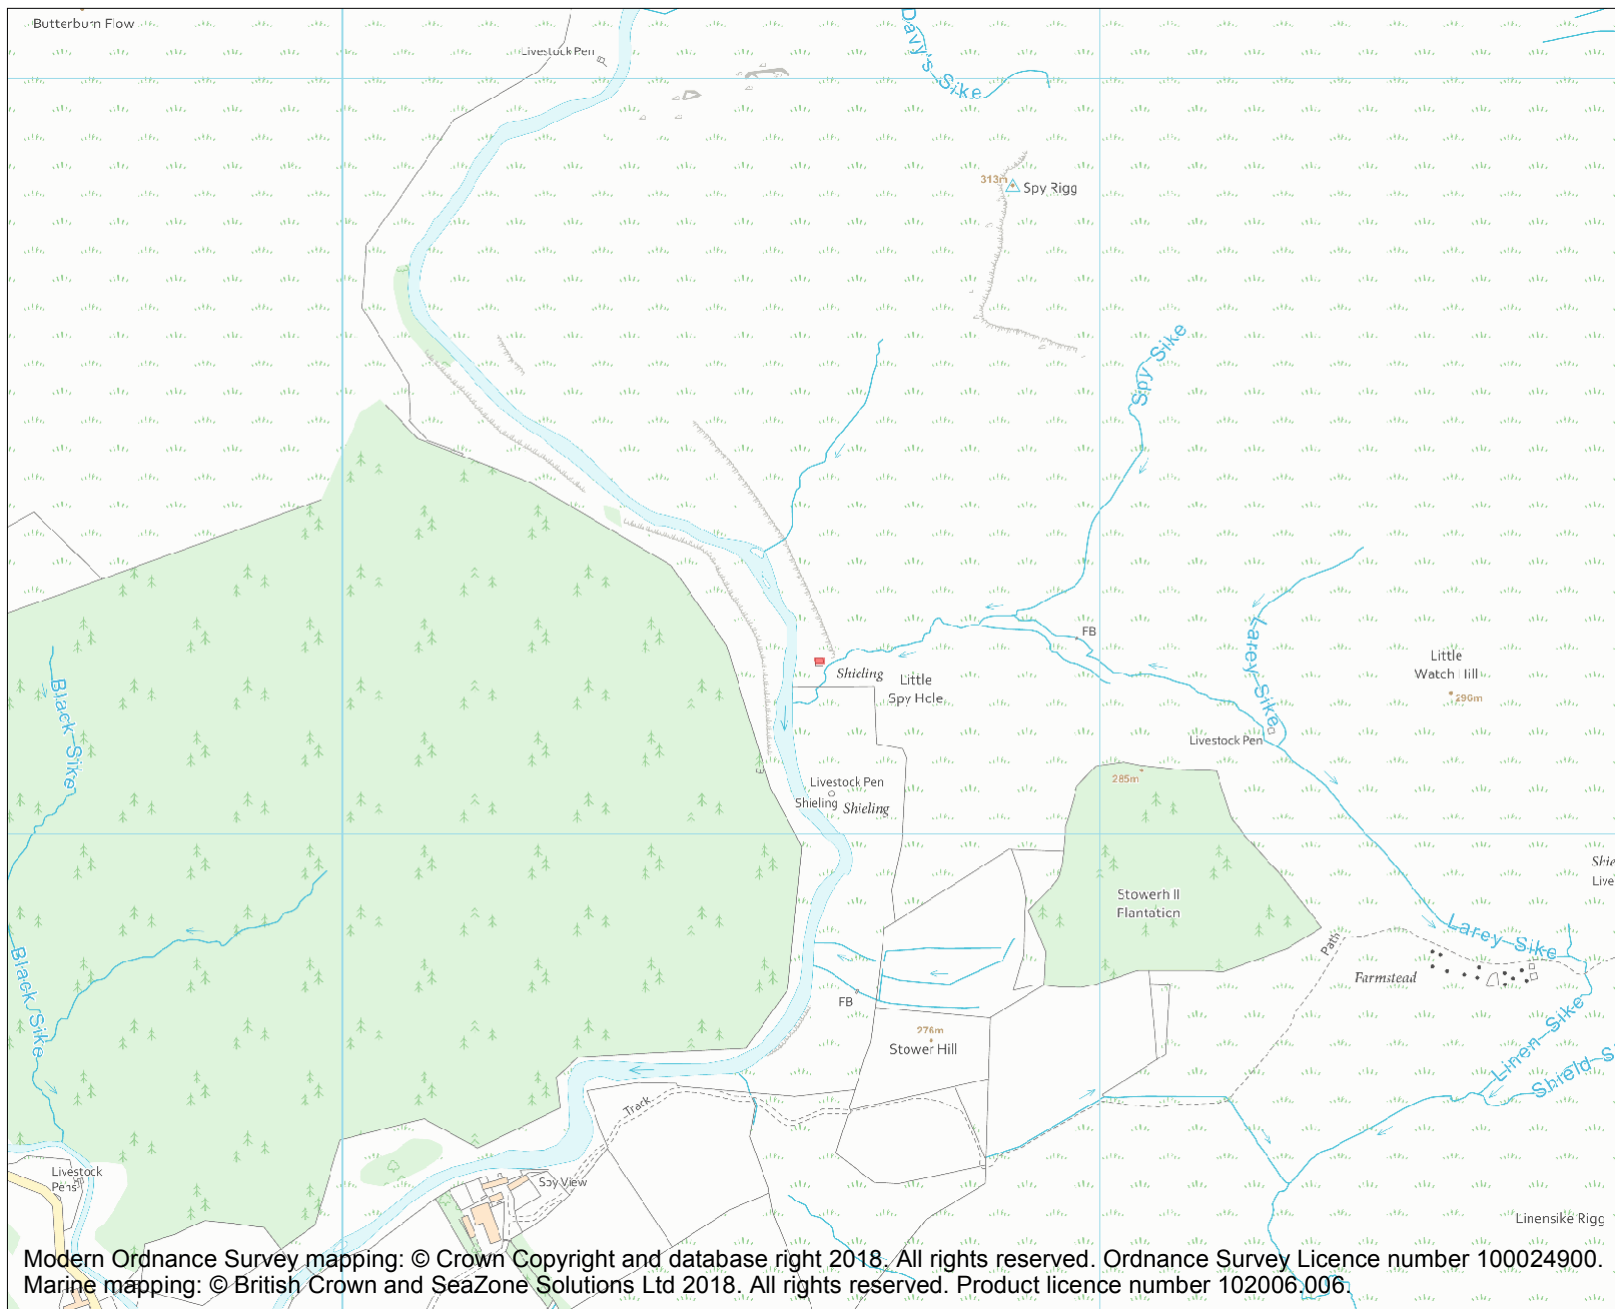 Butterburn Flow
Livestock Pen
Davy's Sike
313m
Spy Rigg
Spy Sike
FB
Larey Sike
Little
Watch Hill
296m
Shieling
Little
Spy Hole
Black Sike
Livestock Pen
285m
Livestock Pen
Shieling
Shieling
Stowerhill
Plantation
Shie
Live
Larey Sike
Path
Farmstead
Black Sike
FB
276m
Stower Hill
Linen Sike
Shield S
Track
Livestock
Pens
Spy View
Linensike Rigg
Modern Ordnance Survey mapping: © Crown Copyright and database right 2018. All rights reserved. Ordnance Survey Licence number 100024900.
Marine mapping: © British Crown and SeaZone Solutions Ltd 2018. All rights reserved. Product licence number 102006.006.